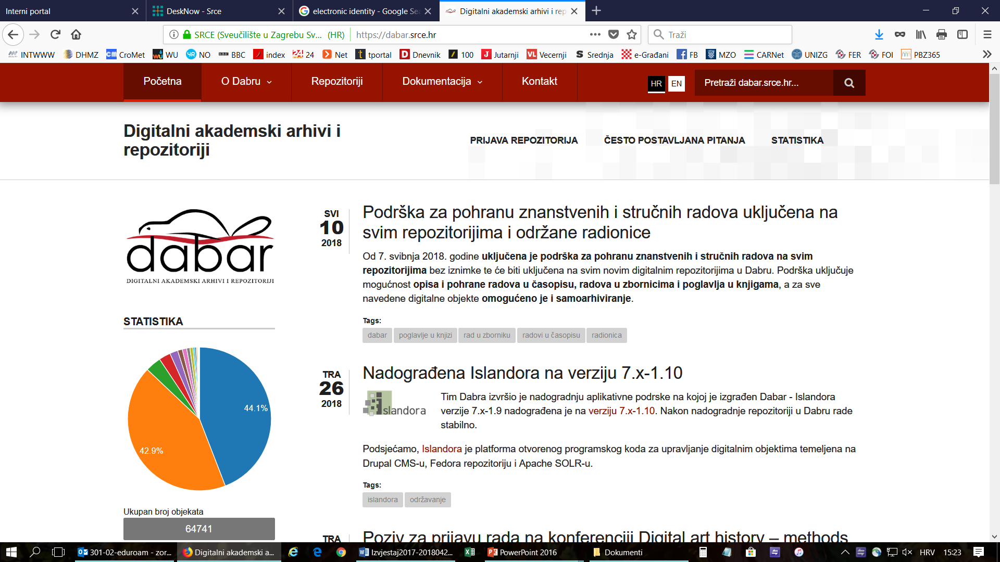 Interni portal
DeskNow - Srce
electronic identity - Google Se
Digitalni akademski arhivi i rep
SRCE (Sveučilište u Zagrebu Sv... (HR)
https://dabar.srce.hr
Traži
INTWWW
DHMZ
CroMet
WU
NO
BBC
index
24
Net
tportal
Dnevnik
100
Jutarnji
Vecernji
Srednja
e-Građani
FB
MZO
CARNet
UNIZG
FER
FOI
PBZ365
Početna
O Dabru
Repozitoriji
Dokumentacija
Kontakt
HR
EN
Pretraži dabar.srce.hr...
Digitalni akademski arhivi i
repozitoriji
PRIJAVA REPOZITORIJA
ČESTO POSTAVLJANA PITANJA
STATISTIKA
dabar
DIGITALNI AKADEMSKI ARHIVI I REPOZITORIJI
STATISTIKA
44.1%
42.9%
Ukupan broj objekata
64741
SVI
10
2018
Podrška za pohranu znanstvenih i stručnih radova uključena na
svim repozitorijima i održane radionice
Od 7. svibnja 2018. godine uključena je podrška za pohranu znanstvenih i stručnih radova na svim
repozitorijima bez iznimke te će biti uključena na svim novim digitalnim repozitorijima u Dabru. Podrška uključuje
mogućnost opisa i pohrane radova u časopisu, radova u zbornicima i poglavlja u knjigama, a za sve
navedene digitalne objekte omogućeno je i samoarhiviranje.
Tags:
dabar
poglavlje u knjizi
rad u zborniku
radovi u časopisu
radionica
TRA
26
2018
Nadograđena Islandora na verziju 7.x-1.10
islandora
Tim Dabra izvršio je nadogradnju aplikativne podrske na kojoj je izgrađen Dabar - Islandora
verzije 7.x-1.9 nadograđena je na verziju 7.x-1.10. Nakon nadogradnje repozitoriji u Dabru rade
stabilno.
Podsjećamo, Islandora je platforma otvorenog programskog koda za upravljanje digitalnim objektima temeljena na
Drupal CMS-u, Fedora repozitoriju i Apache SOLR-u.
Tags:
islandora
održavanje
TRA
Poziv za prijavu rada na konferenciji Digital art history – methods
301-02-eduroam - zor...
Digitalni akademski a...
Izvjestaj2017-2018042...
PowerPoint 2016
Dokumenti
HRV
15:23